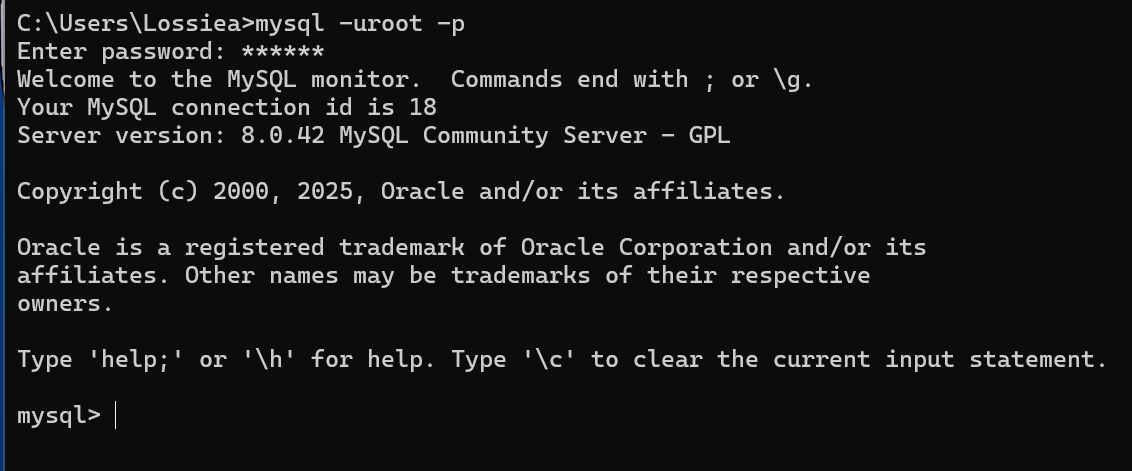 C:\Users\Lossiea>mysql -uroot -p
Enter password: ******
Welcome to the MySQL monitor.  Commands end with ; or \g.
Your MySQL connection id is 18
Server version: 8.0.42 MySQL Community Server - GPL
Copyright (c) 2000, 2025, Oracle and/or its affiliates.
Oracle is a registered trademark of Oracle Corporation and/or its
affiliates. Other names may be trademarks of their respective
owners.
Type 'help;' or '\h' for help. Type '\c' to clear the current input statement.
mysql>